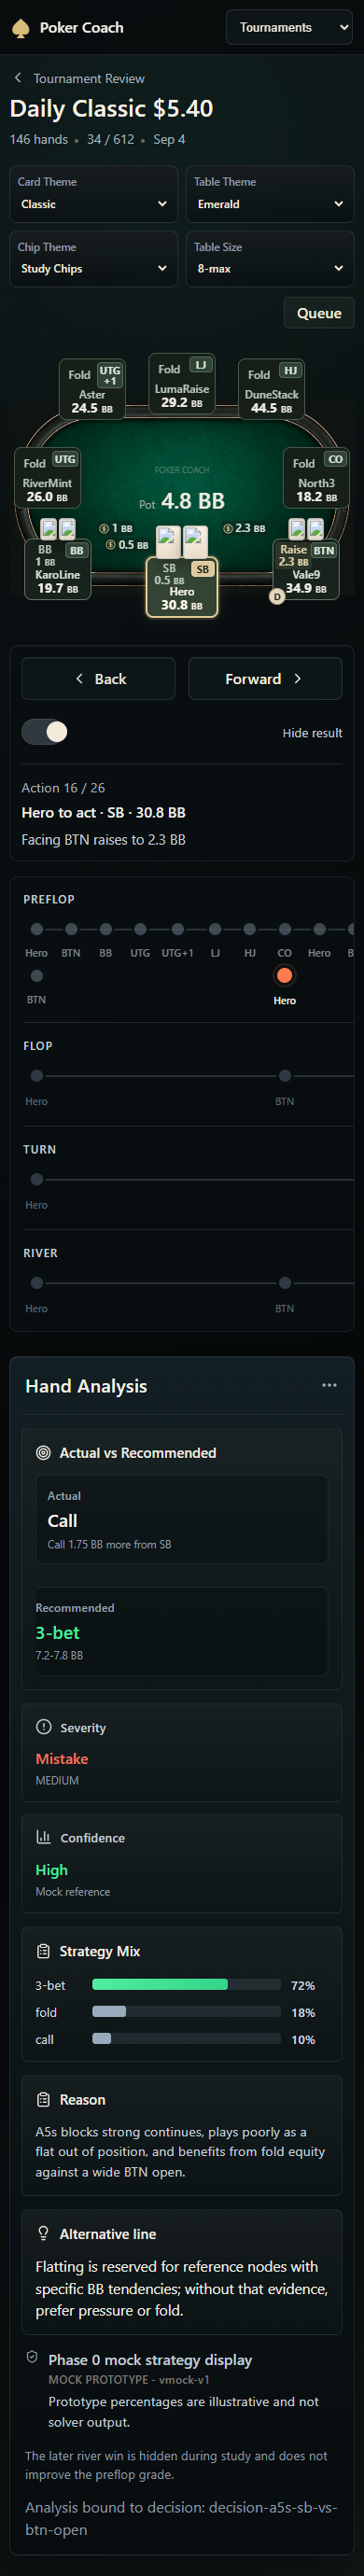 Poker Coach
Tournaments
Tournament Review
Daily Classic $5.40
146 hands • 34 / 612 • Sep 4
Card Theme
Classic
Table Theme
Emerald
Chip Theme
Study Chips
Table Size
8-max
Queue
Fold UTG+1
Aster
24.5 BB
Fold LJ
LumaRaise
29.2 BB
Fold HJ
DuneStack
44.5 BB
Fold UTG
RiverMint
26.0 BB
Fold CO
North3
18.2 BB
POKER COACH
Pot 4.8 BB
1 BB
0.5 BB
2.3 BB
BB BB
1 BB
KaroLine
19.7 BB
SB SB
0.5 BB
Hero
30.8 BB
Raise BTN
2.3 BB
Vale9
D 34.9 BB
Back
Forward
Hide result
Action 16 / 26
Hero to act · SB · 30.8 BB
Facing BTN raises to 2.3 BB
PREFLOP
Hero BTN BB UTG UTG+1 LJ HJ CO Hero B
BTN Hero
FLOP
Hero BTN
TURN
Hero
RIVER
Hero BTN
Hand Analysis
Actual vs Recommended
Actual
Call
Call 1.75 BB more from SB
Recommended
3-bet
7.2-7.8 BB
Severity
Mistake
MEDIUM
Confidence
High
Mock reference
Strategy Mix
3-bet 72%
fold 18%
call 10%
Reason
A5s blocks strong continues, plays poorly as a
flat out of position, and benefits from fold equity
against a wide BTN open.
Alternative line
Flatting is reserved for reference nodes with
specific BB tendencies; without that evidence,
prefer pressure or fold.
Phase 0 mock strategy display
MOCK PROTOTYPE - vmock-v1
Prototype percentages are illustrative and not
solver output.
The later river win is hidden during study and does not
improve the preflop grade.
Analysis bound to decision: decision-a5s-sb-vs-
btn-open